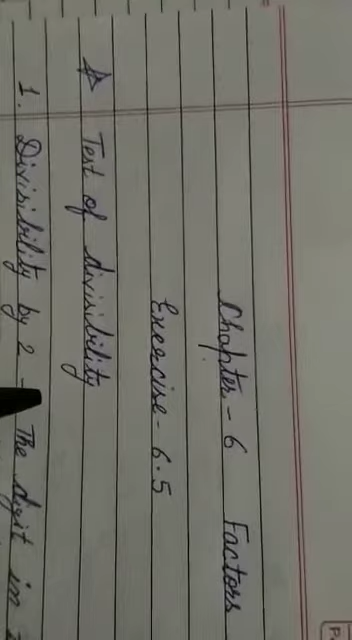 Chapter - 6 Factors
Exercise - 6.5
☆ Test of divisibility
1. Divisibility by 2 - The digit in